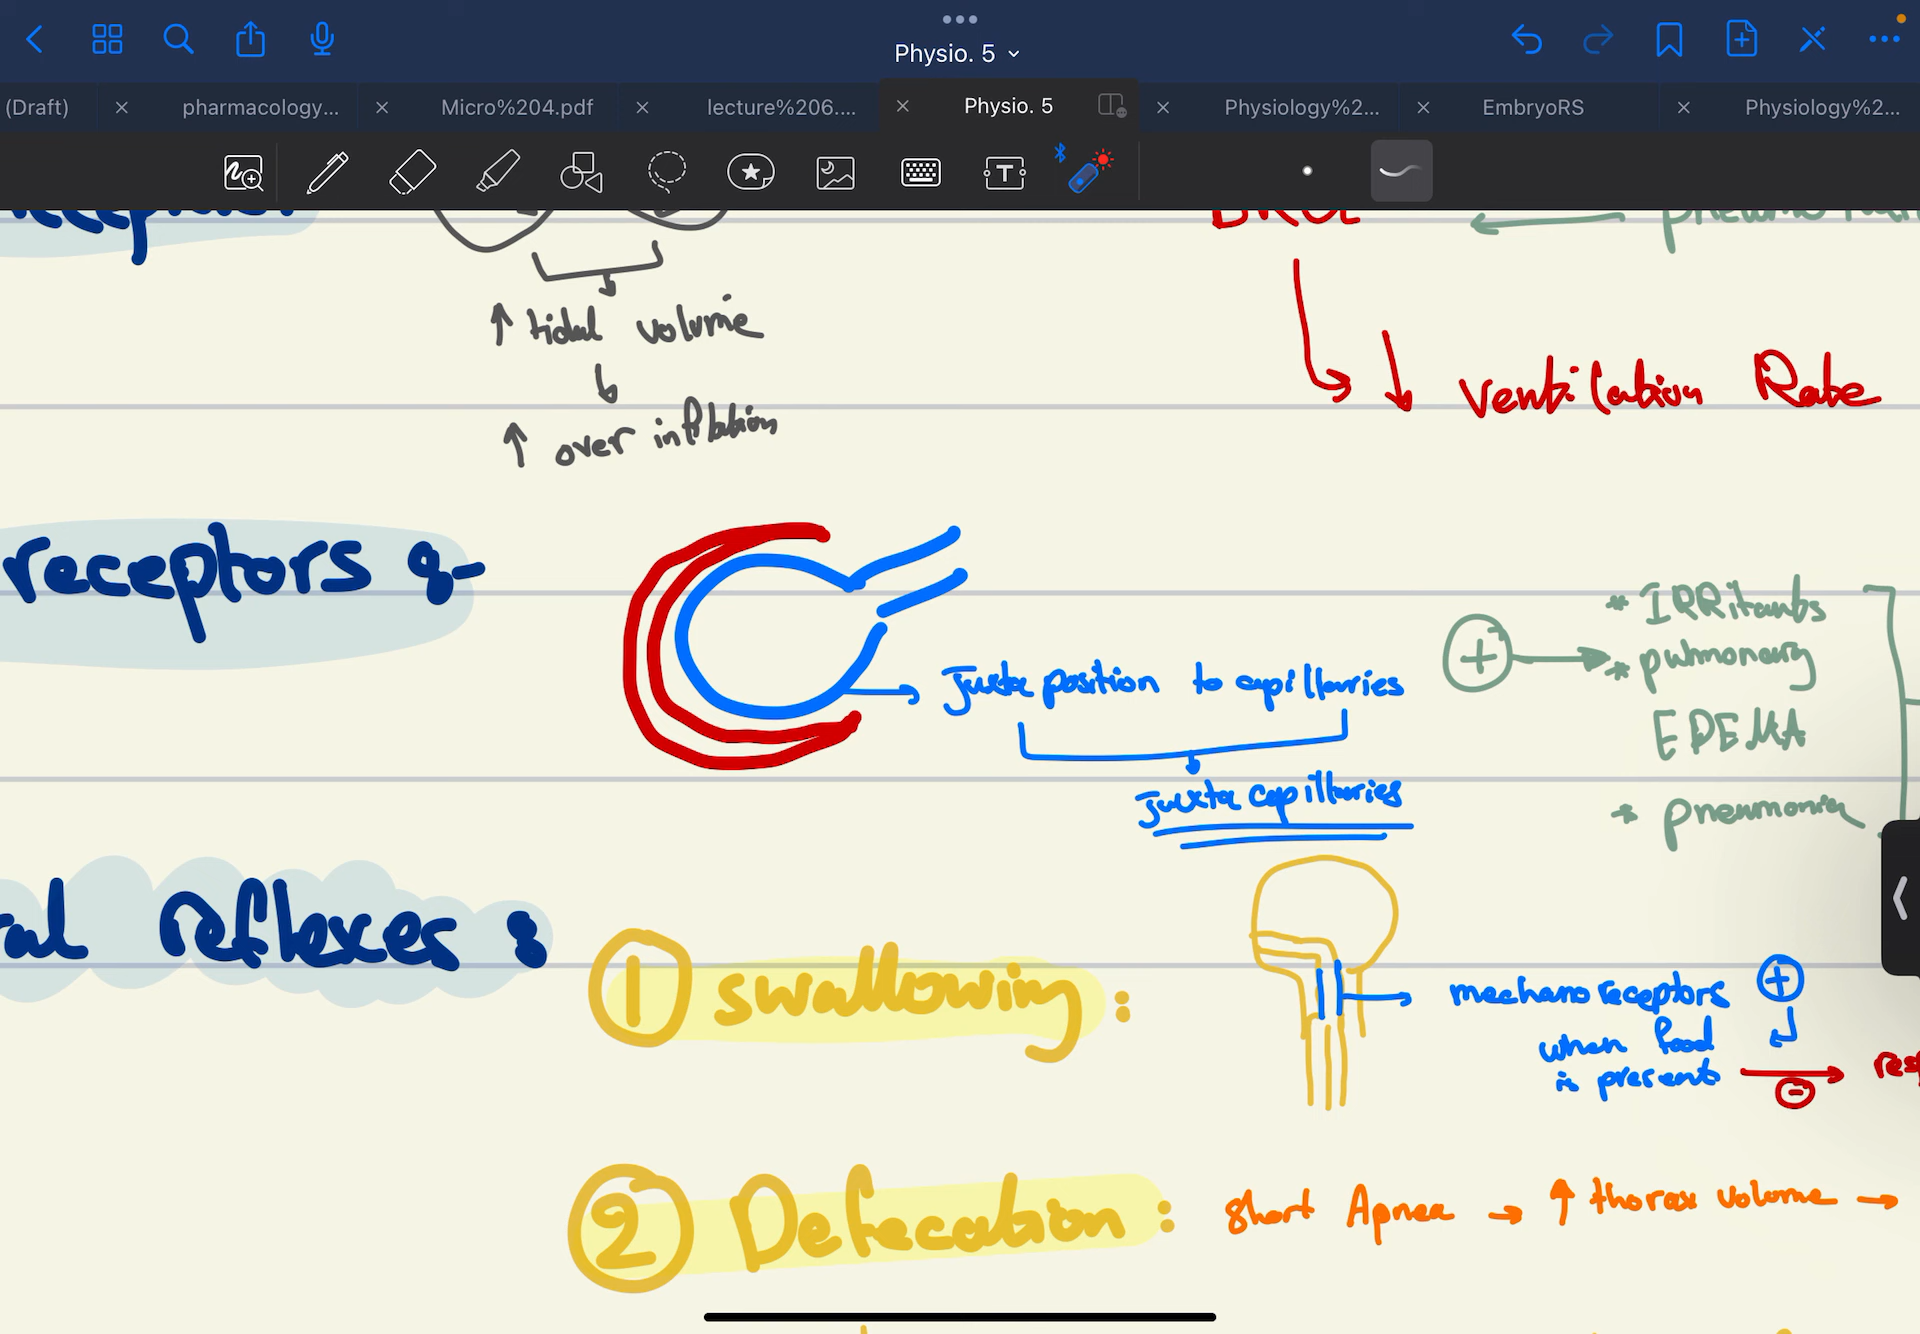 Physio. 5
(Draft)
pharmacology...
Micro%204.pdf
lecture%206....
Physio. 5
Physiology%2...
EmbryoRS
Physiology%2...
↑ tidal volume
↑ over inflation
↓ ventilation Rate
receptors :-
Juxta position to capillaries
Juxta capillaries
+ → * IRRitants
* pulmonary
EDEMA
* pneumonia
al reflexes :
① swallowing :
mechano receptors +
when food
is present
② Defecation : short Apnea → ↑ thorax volume →